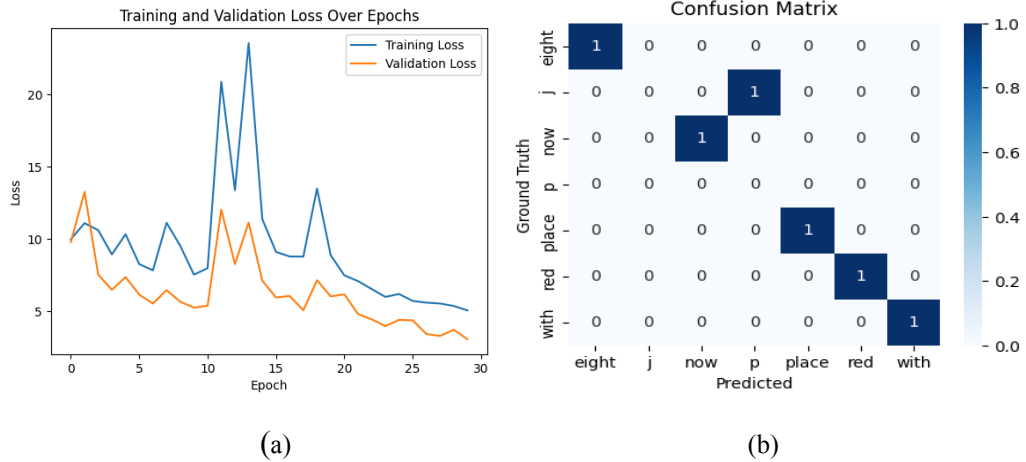 Training and Validation Loss Over Epochs
Training Loss
Validation Loss
Loss
20
15
10
5
0 5 10 15 20 25 30
Epoch
(a)
Confusion Matrix
Ground Truth
eight 1 0 0 0 0 0 0
j 0 0 0 1 0 0 0
now 0 0 1 0 0 0 0
p 0 0 0 0 0 0 0
place 0 0 0 0 1 0 0
red 0 0 0 0 0 1 0
with 0 0 0 0 0 0 1
eight j now p place red with
Predicted
1.0
0.8
0.6
0.4
0.2
0.0
(b)